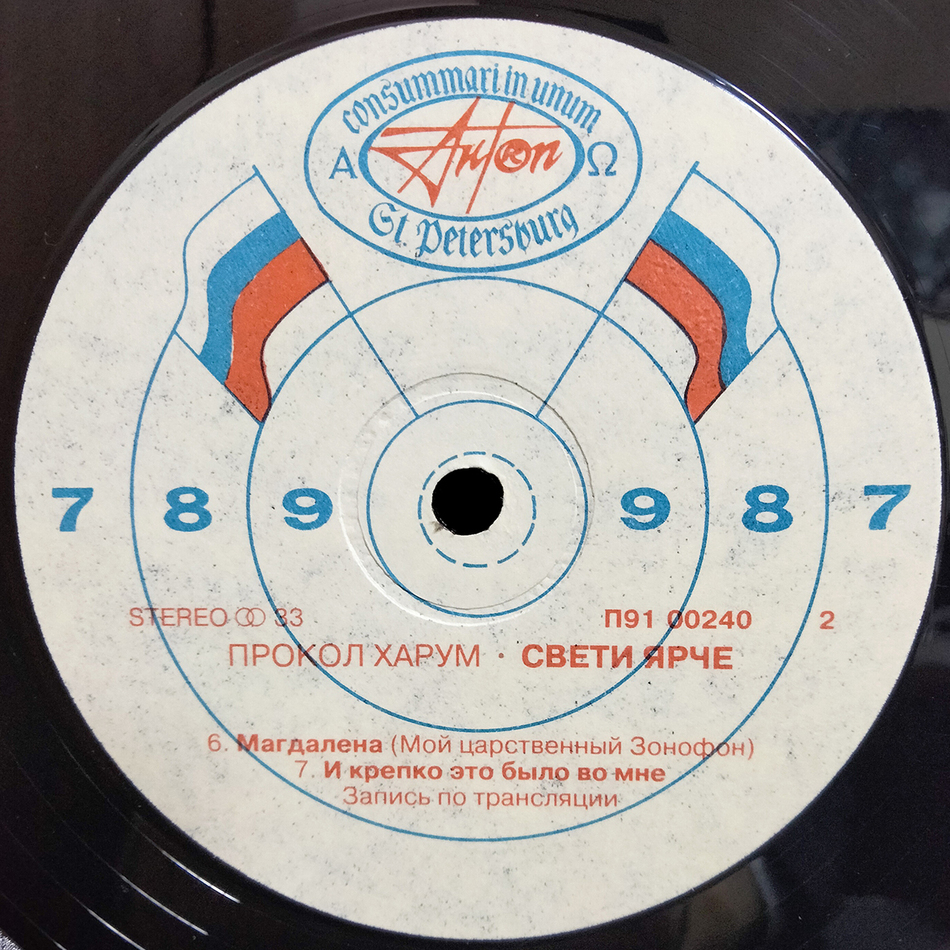 consummari in unum
Α Anton Ω
St. Petersburg
7 8 9 9 8 7
STEREO 33 П91 00240 2
ПРОКОЛ ХАРУМ · СВЕТИ ЯРЧЕ
6. Магдалена (Мой царственный Зонофон)
7. И крепко это было во мне
Запись по трансляции